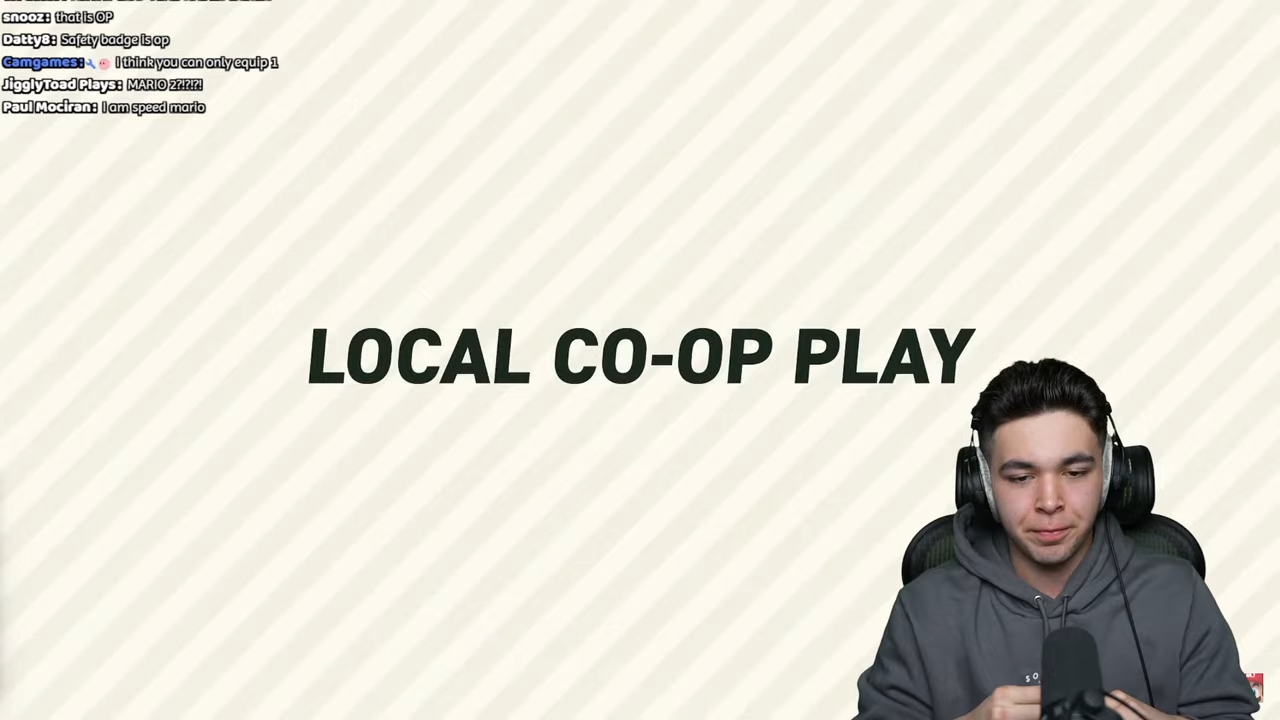 snooz: that is OP
Datty8: Safety badge is op
Camgames: I think you can only equip 1
JigglyToad Plays: MARIO 2?!?!?!
Paul Mociran: I am speed mario
LOCAL CO-OP PLAY
SO